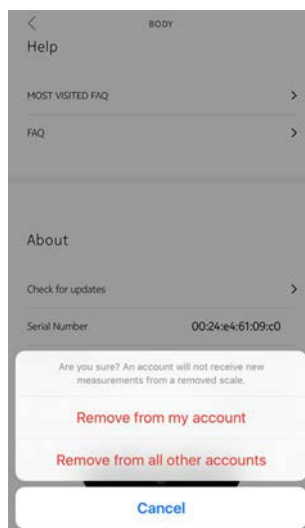 BODY
Help
MOST VISITED FAQ
FAQ
About
Check for updates
Serial Number 00:24:e4:61:09:c0
Are you sure? An account will not receive new
measurements from a removed scale.
Remove from my account
Remove from all other accounts
Cancel